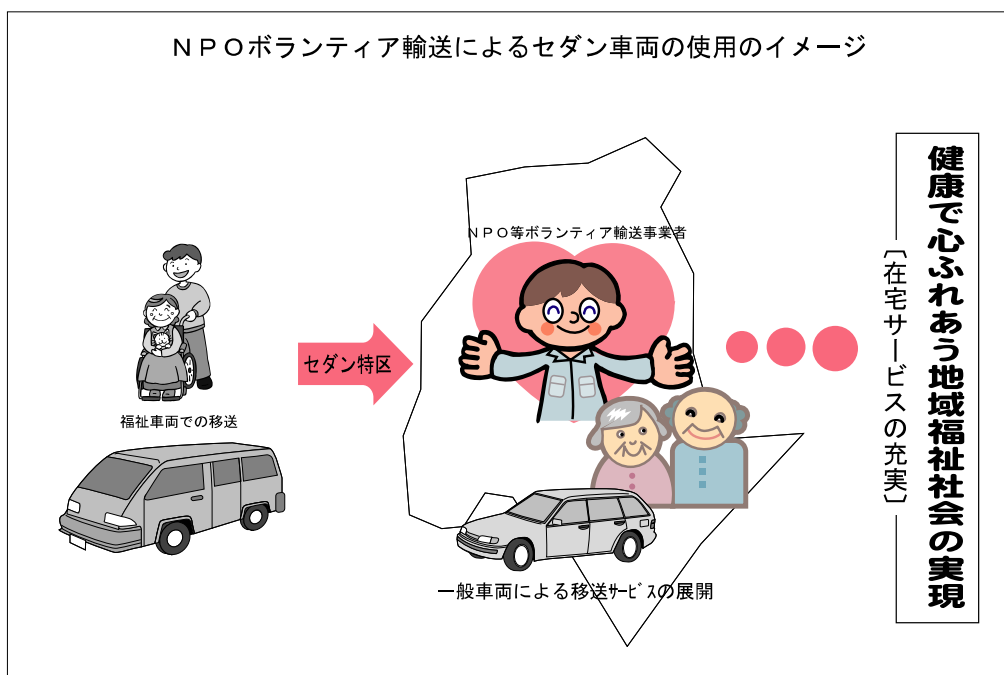 NPOボランティア輸送によるセダン車両の使用のイメージ
NPO等ボランティア輸送事業者
セダン特区
福祉車両での移送
一般車両による移送ｻｰﾋﾞｽの展開
健康で心ふれあう地域福祉社会の実現
〔在宅サービスの充実〕